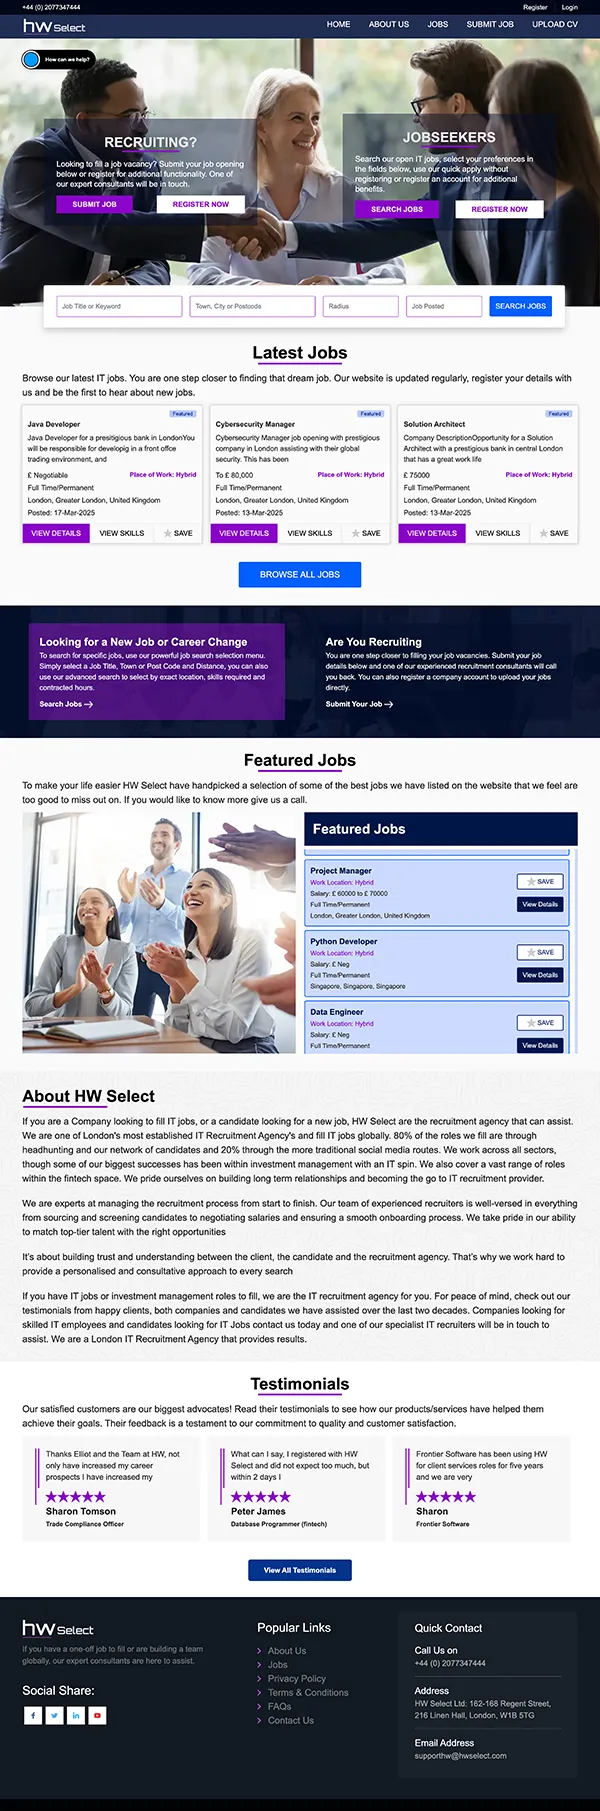 +44 (0) 2077347444
Register Login
hw Select
HOME ABOUT US JOBS SUBMIT JOB UPLOAD CV
How can we help?
RECRUITING?
Looking to fill a job vacancy? Submit your job opening
below or register for additional functionality. One of
our expert consultants will be in touch.
SUBMIT JOB REGISTER NOW
JOBSEEKERS
Search our open IT jobs, select your preferences in
the fields below, use our quick apply without
registering or register an account for additional
benefits.
SEARCH JOBS REGISTER NOW
Job Title or Keyword Town, City or Postcode Radius Job Posted SEARCH JOBS
Latest Jobs
Browse our latest IT jobs. You are one step closer to finding that dream job. Our website is updated regularly, register your details with
us and be the first to hear about new jobs.
Featured
Java Developer
Java Developer for a presitigious bank in LondonYou
will be responsible for developig in a front offce
trading environment, and
£ Negotiable Place of Work: Hybrid
Full Time/Permanent
London, Greater London, United Kingdom
Posted: 17-Mar-2025
VIEW DETAILS VIEW SKILLS SAVE
Featured
Cybersecurity Manager
Cybersecurity Manager job opening with prestigious
company in London assisting with their global
security. This has been
To £ 80,000 Place of Work: Hybrid
Full Time/Permanent
London, Greater London, United Kingdom
Posted: 13-Mar-2025
VIEW DETAILS VIEW SKILLS SAVE
Featured
Solution Architect
Company DescriptionOpportunity for a Solution
Architect with a prestigious bank in central London
that has a great work life
£ 75000 Place of Work: Hybrid
Full Time/Permanent
London, Greater London, United Kingdom
Posted: 13-Mar-2025
VIEW DETAILS VIEW SKILLS SAVE
BROWSE ALL JOBS
Looking for a New Job or Career Change
To search for specific jobs, use our powerful job search selection menu.
Simply select a Job Title, Town or Post Code and Distance, you can also
use our advanced search to select by exact location, skills required and
contracted hours.
Search Jobs
Are You Recruiting
You are one step closer to filling your job vacancies. Submit your job
details below and one of our experienced recruitment consultants will call
you back. You can also register a company account to upload your jobs
directly.
Submit Your Job
Featured Jobs
To make your life easier HW Select have handpicked a selection of some of the best jobs we have listed on the website that we feel are
too good to miss out on. If you would like to know more give us a call.
Featured Jobs
Project Manager
Work Location: Hybrid
Salary: £ 60000 to £ 70000
Full Time/Permanent
London, Greater London, United Kingdom
SAVE
View Details
Python Developer
Work Location: Hybrid
Salary: £ Neg
Full Time/Permanent
Singapore, Singapore, Singapore
SAVE
View Details
Data Engineer
Work Location: Hybrid
Salary: £ Neg
Full Time/Permanent
SAVE
View Details
About HW Select
If you are a Company looking to fill IT jobs, or a candidate looking for a new job, HW Select are the recruitment agency that can assist.
We are one of London's most established IT Recruitment Agency's and fill IT jobs globally. 80% of the roles we fill are through
headhunting and our network of candidates and 20% through the more traditional social media routes. We work across all sectors,
though some of our biggest successes has been within investment management with an IT spin. We also cover a vast range of roles
within the fintech space. We pride ourselves on building long term relationships and becoming the go to IT recruitment provider.
We are experts at managing the recruitment process from start to finish. Our team of experienced recruiters is well-versed in everything
from sourcing and screening candidates to negotiating salaries and ensuring a smooth onboarding process. We take pride in our ability
to match top-tier talent with the right opportunities
It's about building trust and understanding between the client, the candidate and the recruitment agency. That's why we work hard to
provide a personalised and consultative approach to every search
If you have IT jobs or investment management roles to fill, we are the IT recruitment agency for you. For peace of mind, check out our
testimonials from happy clients, both companies and candidates we have assisted over the last two decades. Companies looking for
skilled IT employees and candidates looking for IT Jobs contact us today and one of our specialist IT recruiters will be in touch to
assist. We are a London IT Recruitment Agency that provides results.
Testimonials
Our satisfied customers are our biggest advocates! Read their testimonials to see how our products/services have helped them
achieve their goals. Their feedback is a testament to our commitment to quality and customer satisfaction.
Thanks Elliot and the Team at HW, not
only have increased my career
prospects I have increased my
Sharon Tomson
Trade Compliance Officer
What can I say, I registered with HW
Select and did not expect too much, but
within 2 days I
Peter James
Database Programmer (fintech)
Frontier Software has been using HW
for client services roles for five years
and we are very
Sharon
Frontier Software
View All Testimonials
hw Select
If you have a one-off job to fill or are building a team
globally, our expert consultants are here to assist.
Social Share:
Popular Links
About Us
Jobs
Privacy Policy
Terms & Conditions
FAQs
Contact Us
Quick Contact
Call Us on
+44 (0) 2077347444
Address
HW Select Ltd: 162-168 Regent Street,
216 Linen Hall, London, W1B 5TG
Email Address
supporthw@hwselect.com